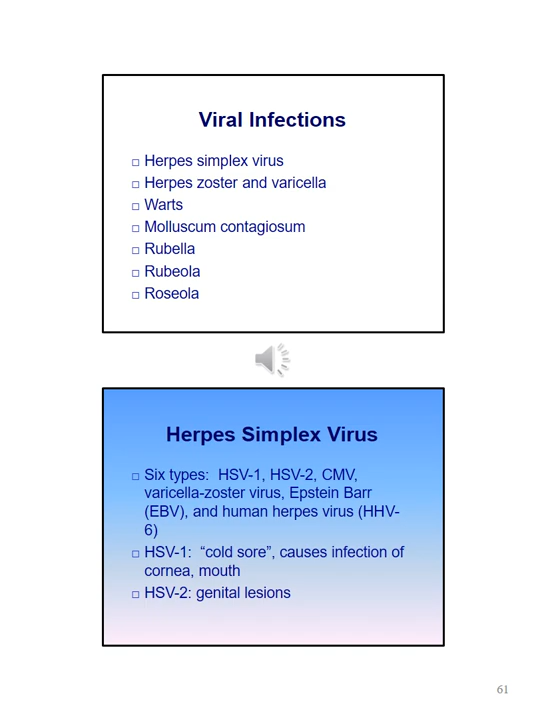 Viral Infections
□ Herpes simplex virus
□ Herpes zoster and varicella
□ Warts
□ Molluscum contagiosum
□ Rubella
□ Rubeola
□ Roseola
Herpes Simplex Virus
□ Six types:  HSV-1, HSV-2, CMV,
varicella-zoster virus, Epstein Barr
(EBV), and human herpes virus (HHV-
6)
□ HSV-1:  “cold sore”, causes infection of
cornea, mouth
□ HSV-2: genital lesions
61